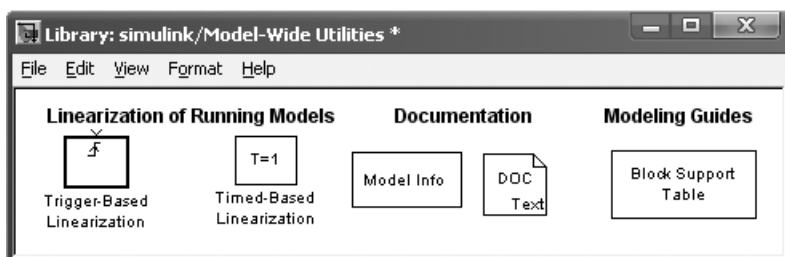 Library: simulink/Model-Wide Utilities *
File Edit View Format Help
Linearization of Running Models
Documentation
Modeling Guides
Trigger-Based
Linearization
T=1
Timed-Based
Linearization
Model Info
DOC
Text
Block Support
Table